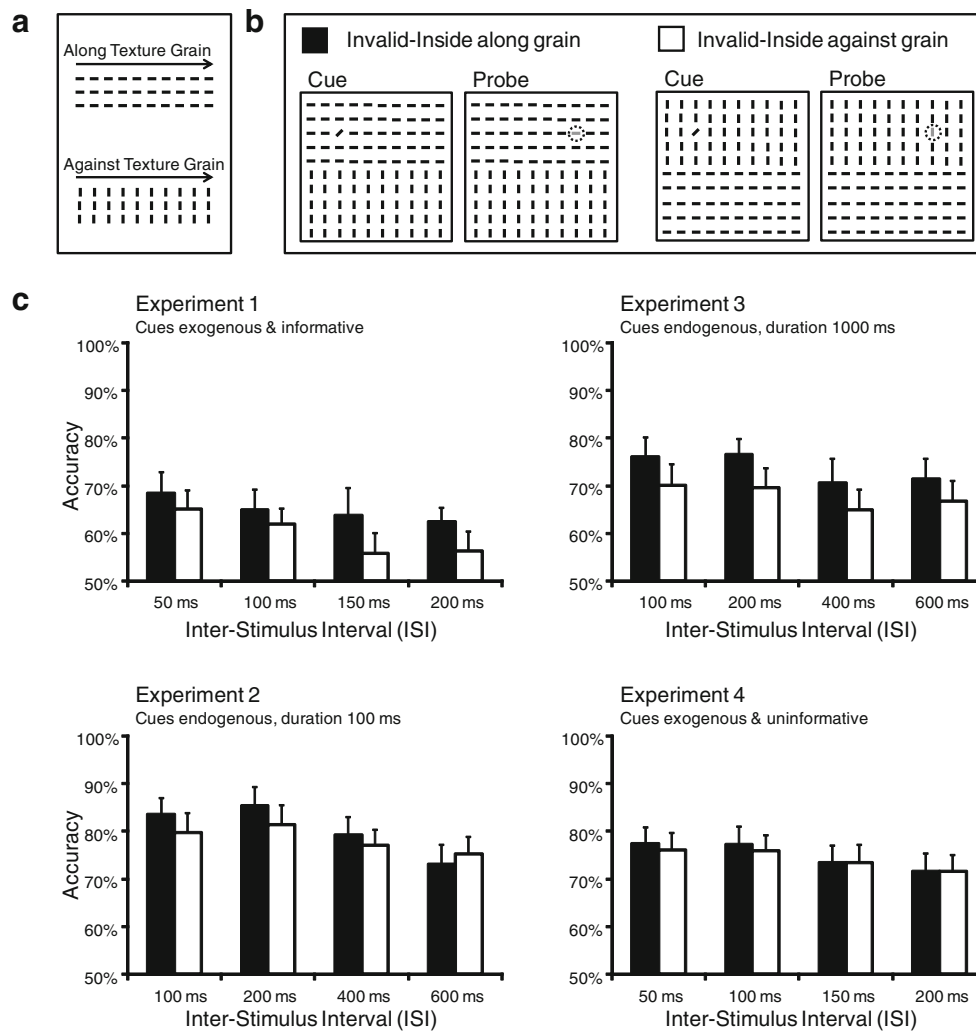 a
Along Texture Grain
Against Texture Grain
b
Invalid-Inside along grain
Invalid-Inside against grain
Cue
Probe
Cue
Probe
c
Experiment 1
Cues exogenous & informative
100%
90%
80%
70%
60%
50%
Accuracy
50 ms 100 ms 150 ms 200 ms
Inter-Stimulus Interval (ISI)
Experiment 3
Cues endogenous, duration 1000 ms
100%
90%
80%
70%
60%
50%
100 ms 200 ms 400 ms 600 ms
Inter-Stimulus Interval (ISI)
Experiment 2
Cues endogenous, duration 100 ms
100%
90%
80%
70%
60%
50%
Accuracy
100 ms 200 ms 400 ms 600 ms
Inter-Stimulus Interval (ISI)
Experiment 4
Cues exogenous & uninformative
100%
90%
80%
70%
60%
50%
50 ms 100 ms 150 ms 200 ms
Inter-Stimulus Interval (ISI)